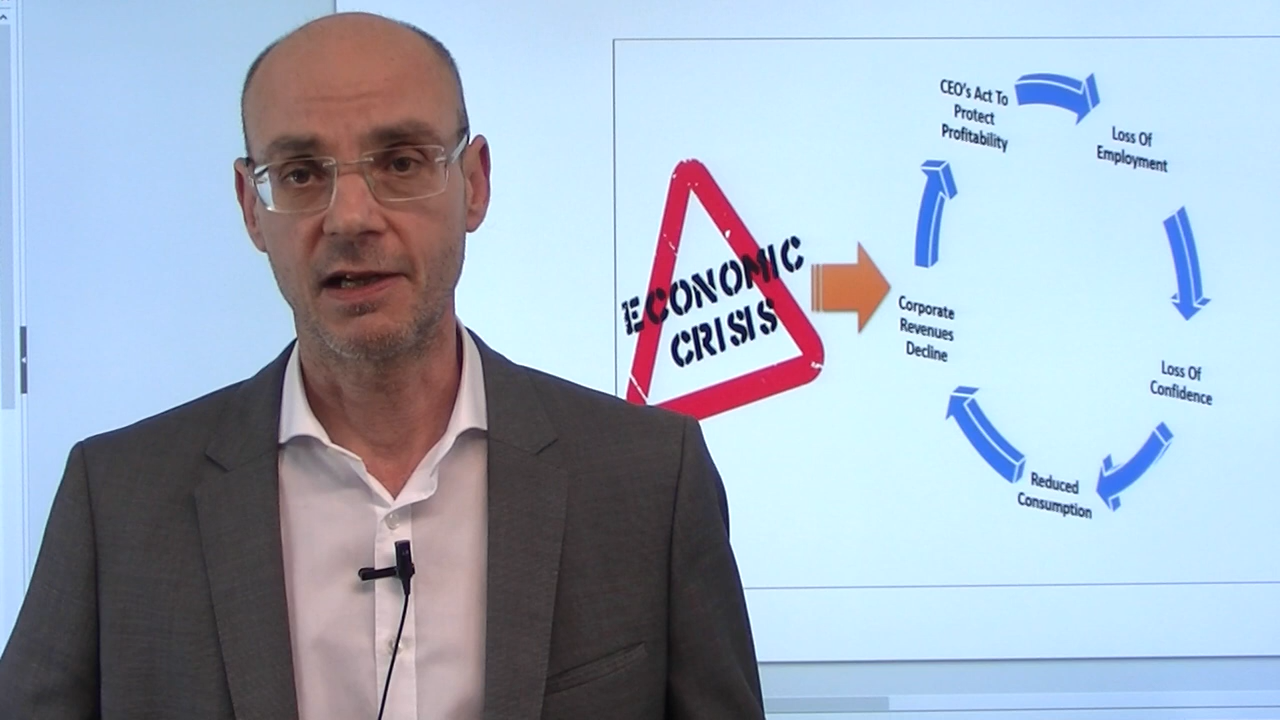 ECONOMIC
CRISIS
CEO's Act To
Protect
Profitability
Loss Of
Employment
Loss Of
Confidence
Reduced
Consumption
Corporate
Revenues
Decline